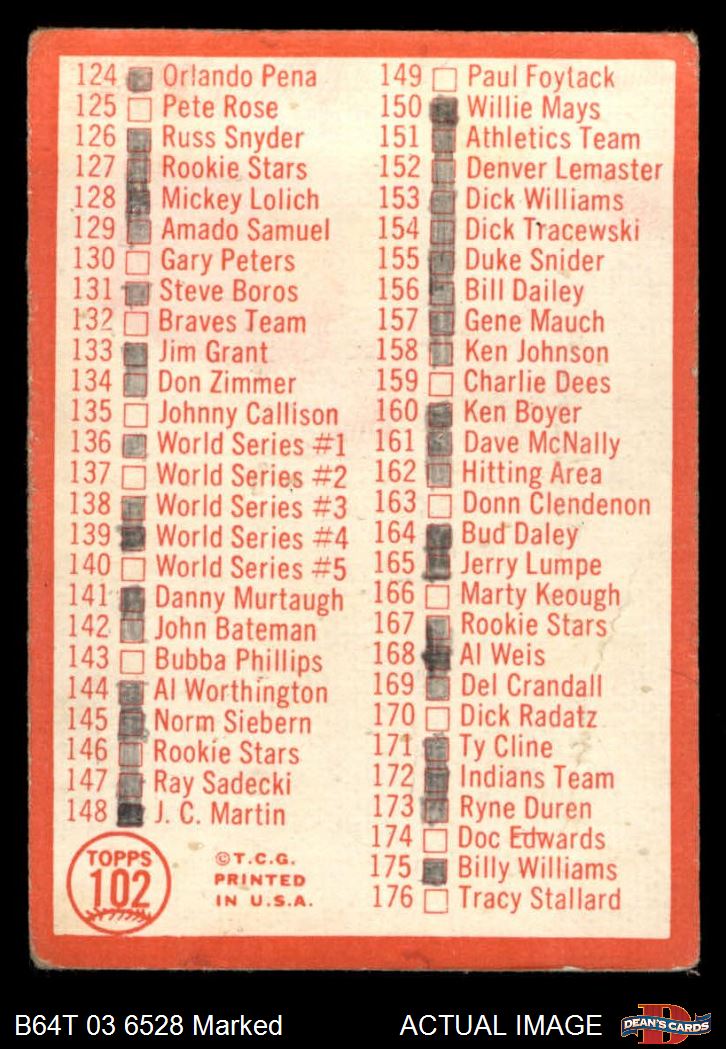 124 Orlando Pena
125 Pete Rose
126 Russ Snyder
127 Rookie Stars
128 Mickey Lolich
129 Amado Samuel
130 Gary Peters
131 Steve Boros
132 Braves Team
133 Jim Grant
134 Don Zimmer
135 Johnny Callison
136 World Series #1
137 World Series #2
138 World Series #3
139 World Series #4
140 World Series #5
141 Danny Murtaugh
142 John Bateman
143 Bubba Phillips
144 Al Worthington
145 Norm Siebern
146 Rookie Stars
147 Ray Sadecki
148 J. C. Martin
149 Paul Foytack
150 Willie Mays
151 Athletics Team
152 Denver Lemaster
153 Dick Williams
154 Dick Tracewski
155 Duke Snider
156 Bill Dailey
157 Gene Mauch
158 Ken Johnson
159 Charlie Dees
160 Ken Boyer
161 Dave McNally
162 Hitting Area
163 Donn Clendenon
164 Bud Daley
165 Jerry Lumpe
166 Marty Keough
167 Rookie Stars
168 Al Weis
169 Del Crandall
170 Dick Radatz
171 Ty Cline
172 Indians Team
173 Ryne Duren
174 Doc Edwards
175 Billy Williams
176 Tracy Stallard
TOPPS
102
©T.C.G.
PRINTED
IN U.S.A.
B64T 03 6528 Marked
ACTUAL IMAGE
B
DEAN'S CARDS